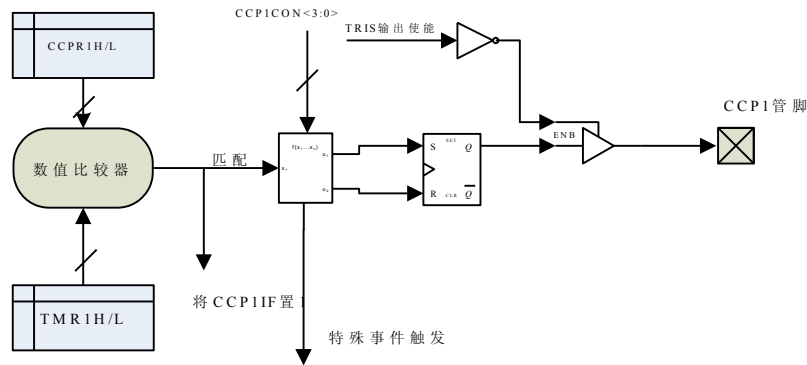 CCP1CON<3:0>
TRIS输出使能
CCPR1H/L
CCP1管脚
ENB
匹配
数值比较器
S SET Q
R CLR Q
将CCP1IF置1
TMR1H/L
特殊事件触发